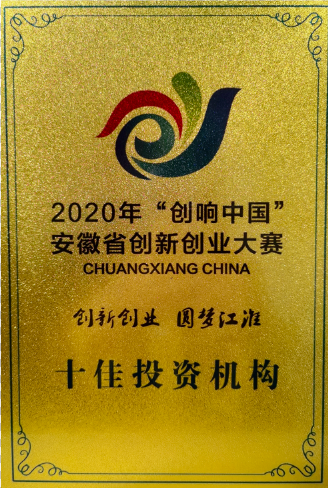 2020年“创响中国”
安徽省创新创业大赛
CHUANGXIANG CHINA
创新创业 圆梦江淮
十佳投资机构